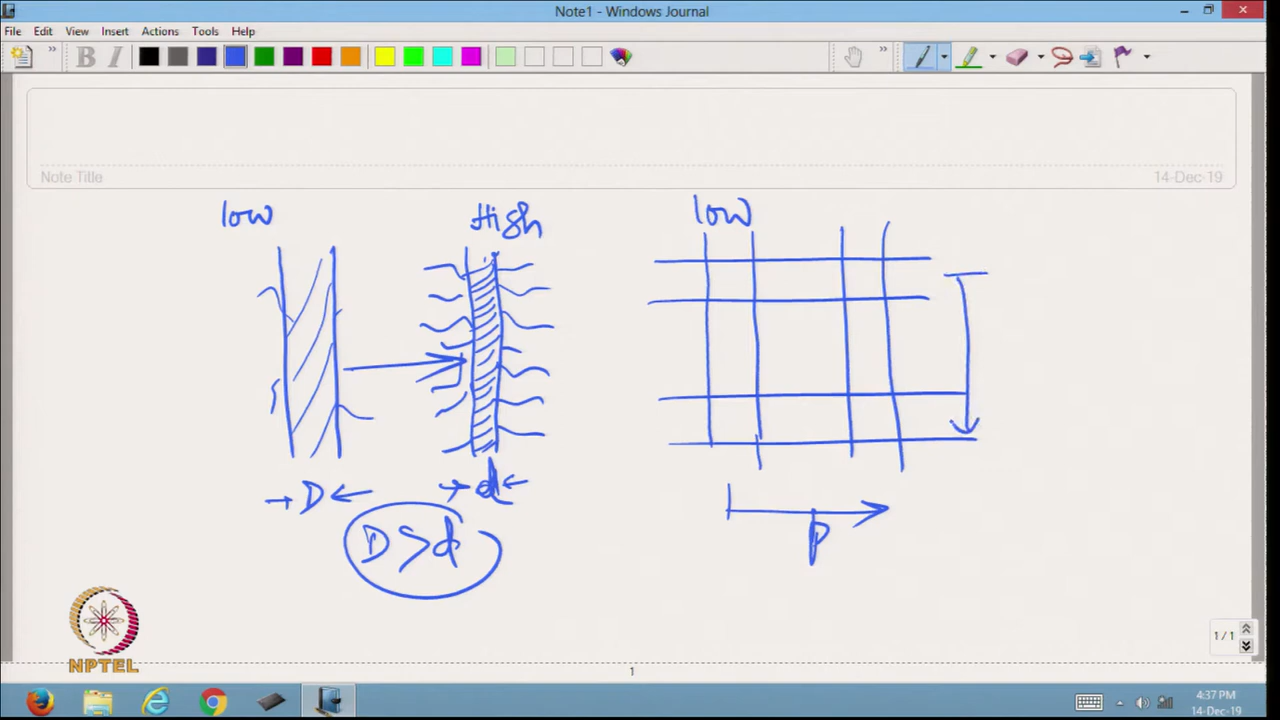 Note1 - Windows Journal
File Edit View Insert Actions Tools Help
B I
Note Title
14-Dec-19
low High low
D d
D > d
P
NPTEL
1 / 1
1
4:37 PM
14-Dec-19